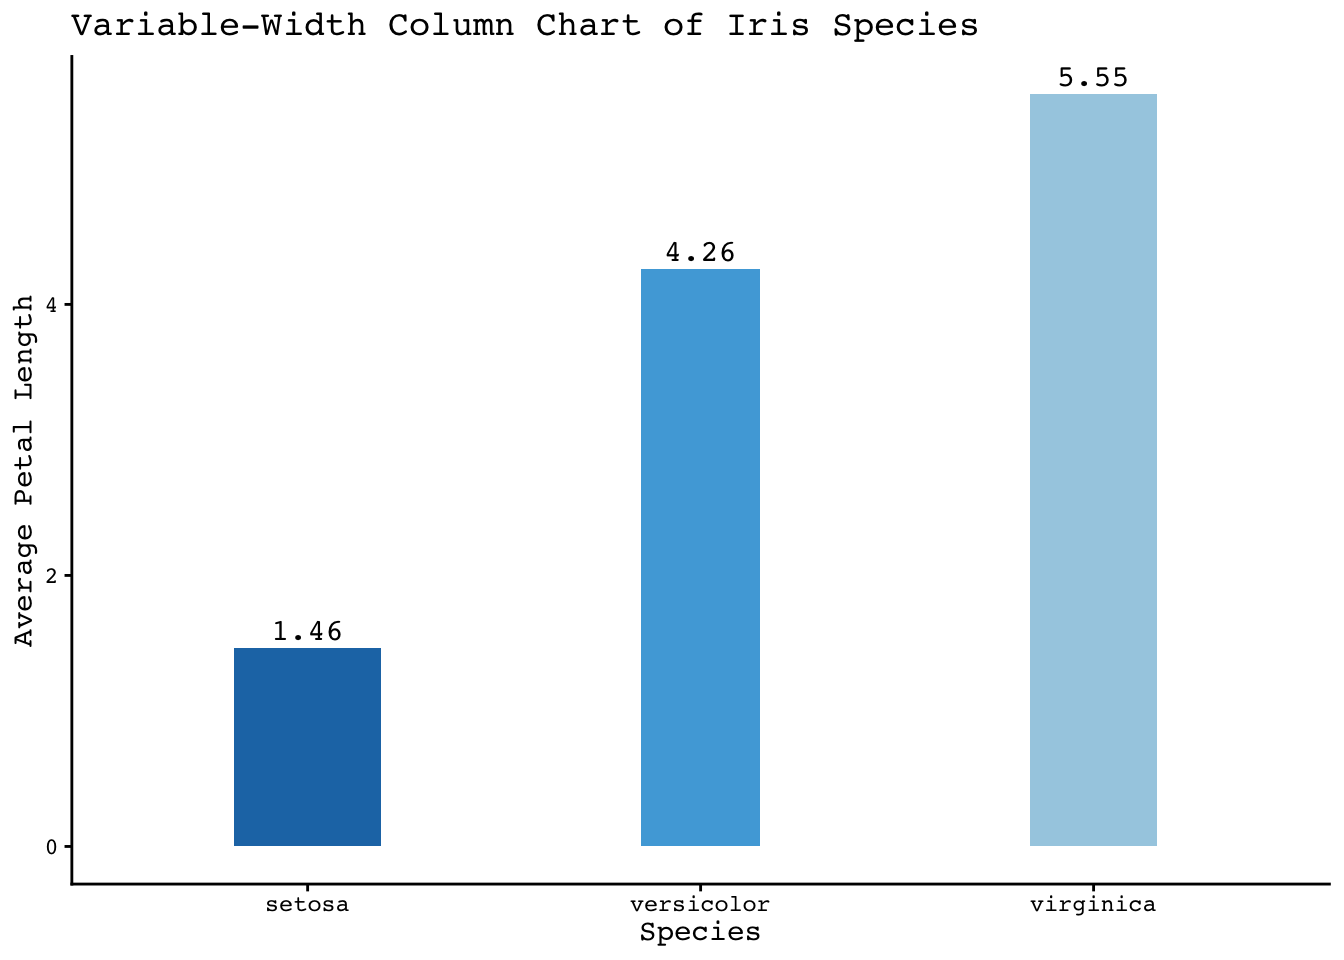 Variable-Width Column Chart of Iris Species
5.55
4.26
1.46
Average Petal Length
4
2
0
setosa versicolor virginica
Species